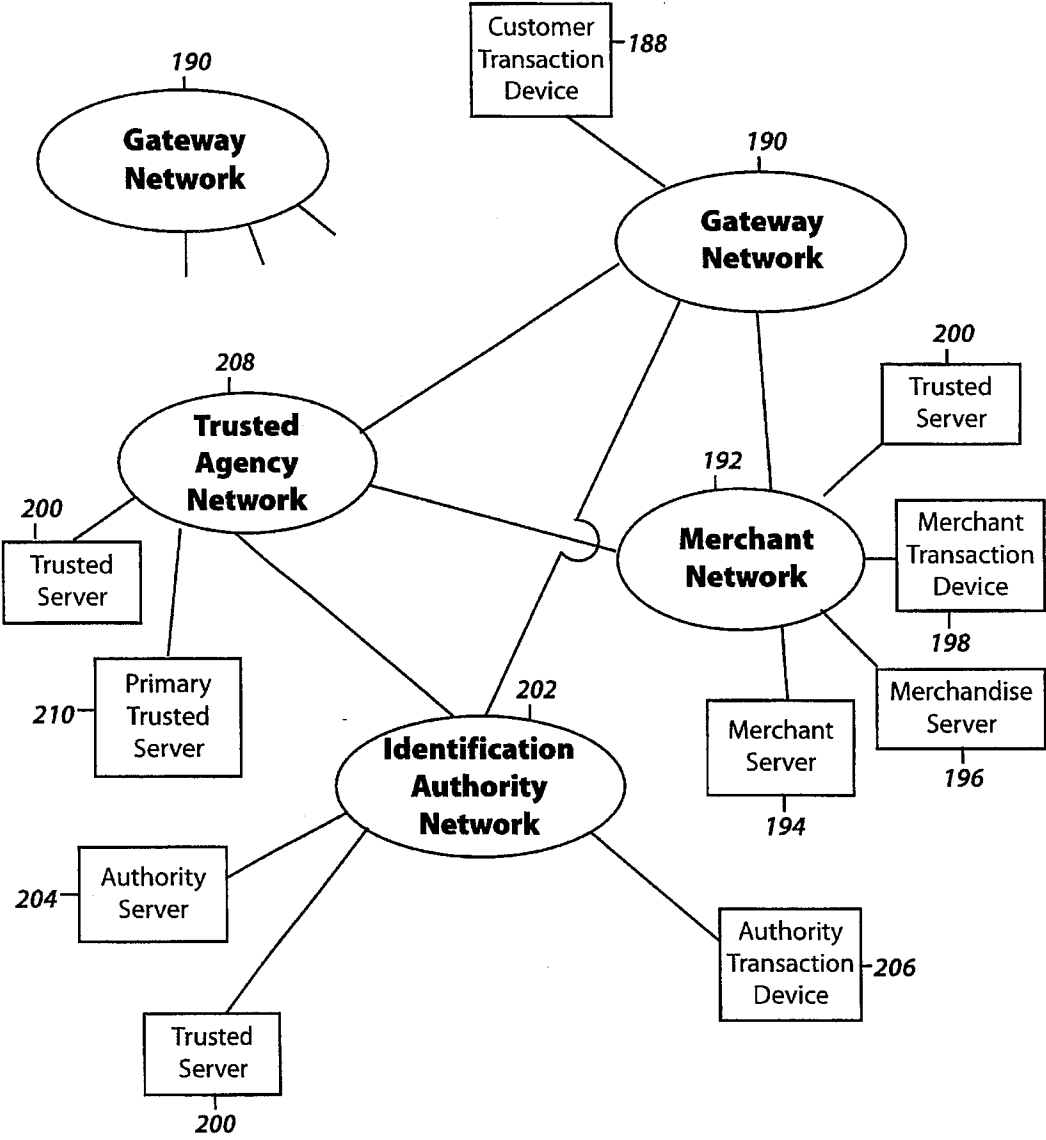 Customer
Transaction
Device
188
190
Gateway
Network
190
Gateway
Network
200
Trusted
Server
208
Trusted
Agency
Network
192
Merchant
Network
Merchant
Transaction
Device
198
200
Trusted
Server
Primary
Trusted
Server
210
Merchandise
Server
196
Merchant
Server
194
202
Identification
Authority
Network
Authority
Server
204
Authority
Transaction
Device
206
Trusted
Server
200